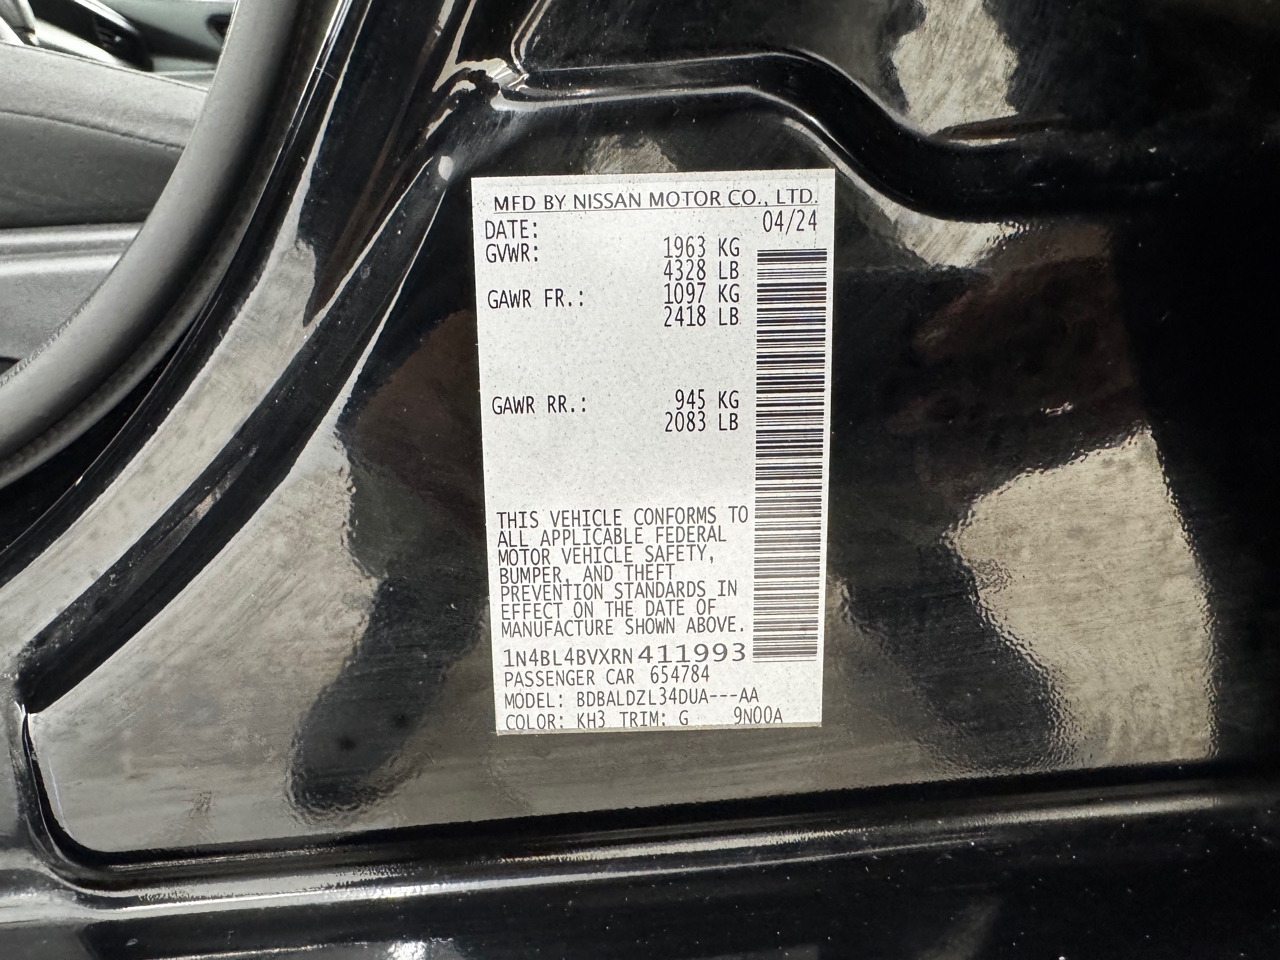 MFD BY NISSAN MOTOR CO., LTD.
DATE: 04/24
GVWR: 1963 KG
4328 LB
GAWR FR.: 1097 KG
2418 LB
GAWR RR.: 945 KG
2083 LB
THIS VEHICLE CONFORMS TO
ALL APPLICABLE FEDERAL
MOTOR VEHICLE SAFETY,
BUMPER, AND THEFT
PREVENTION STANDARDS IN
EFFECT ON THE DATE OF
MANUFACTURE SHOWN ABOVE.
1N4BL4BVXRN411993
PASSENGER CAR 654784
MODEL: BDBALDZL34DUA---AA
COLOR: KH3 TRIM: G 9N00A